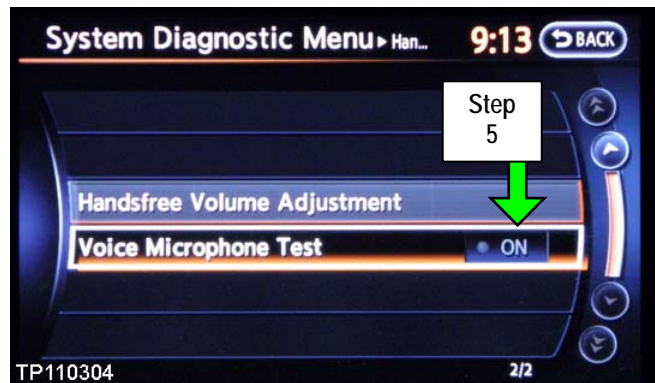 System Diagnostic Menu ▸ Han... 9:13 BACK
Step
5
Handsfree Volume Adjustment
Voice Microphone Test ON
TP110304 2/2